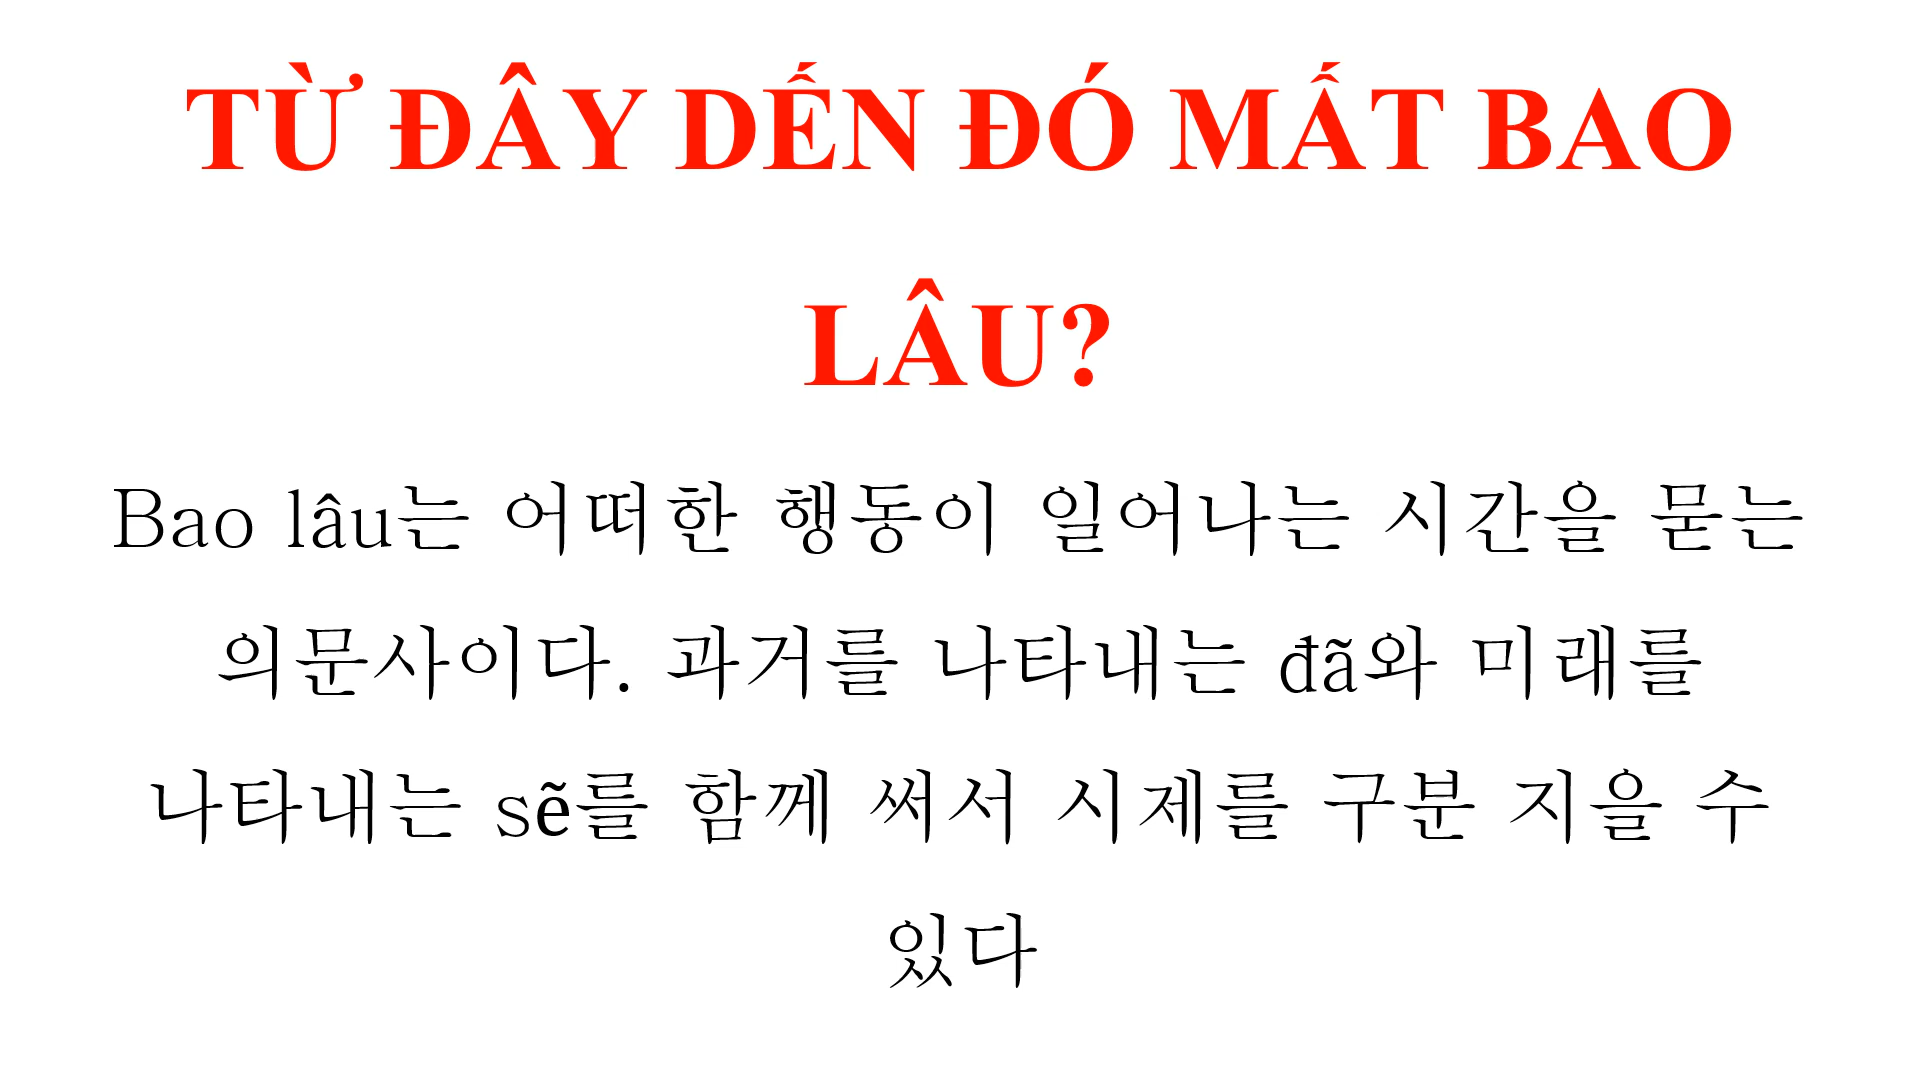 TỪ ĐÂY DẾN ĐÓ MẤT BAO
LÂU?
Bao lâu는 어떠한 행동이 일어나는 시간을 묻는
의문사이다. 과거를 나타내는 đã와 미래를
나타내는 sẽ를 함께 써서 시제를 구분 지을 수
있다